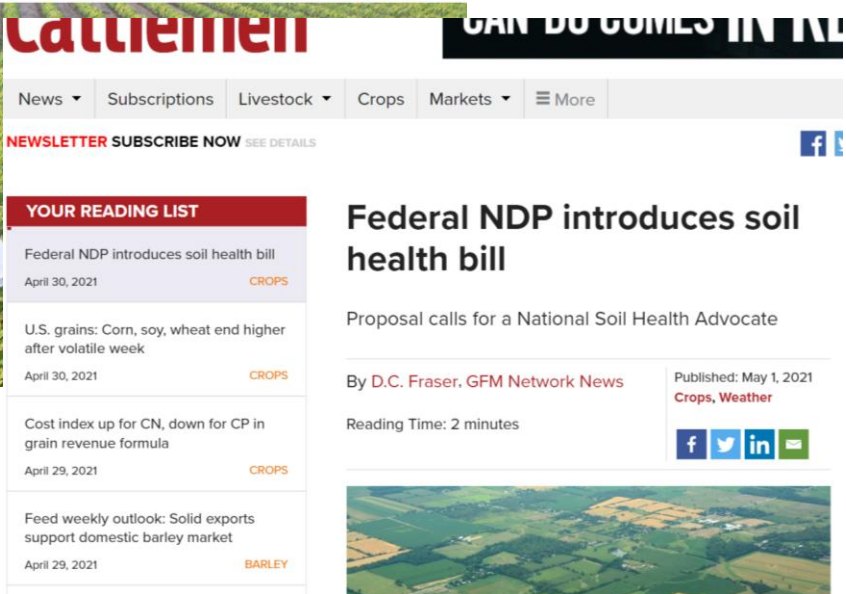 Cattlemen
CAN-DO COMES IN RE
News
Subscriptions
Livestock
Crops
Markets
More
NEWSLETTER SUBSCRIBE NOW SEE DETAILS
YOUR READING LIST
Federal NDP introduces soil health bill
April 30, 2021 CROPS
U.S. grains: Corn, soy, wheat end higher
after volatile week
April 30, 2021 CROPS
Cost index up for CN, down for CP in
grain revenue formula
April 29, 2021 CROPS
Feed weekly outlook: Solid exports
support domestic barley market
April 29, 2021 BARLEY
Federal NDP introduces soil
health bill
Proposal calls for a National Soil Health Advocate
By D.C. Fraser, GFM Network News
Reading Time: 2 minutes
Published: May 1, 2021
Crops, Weather